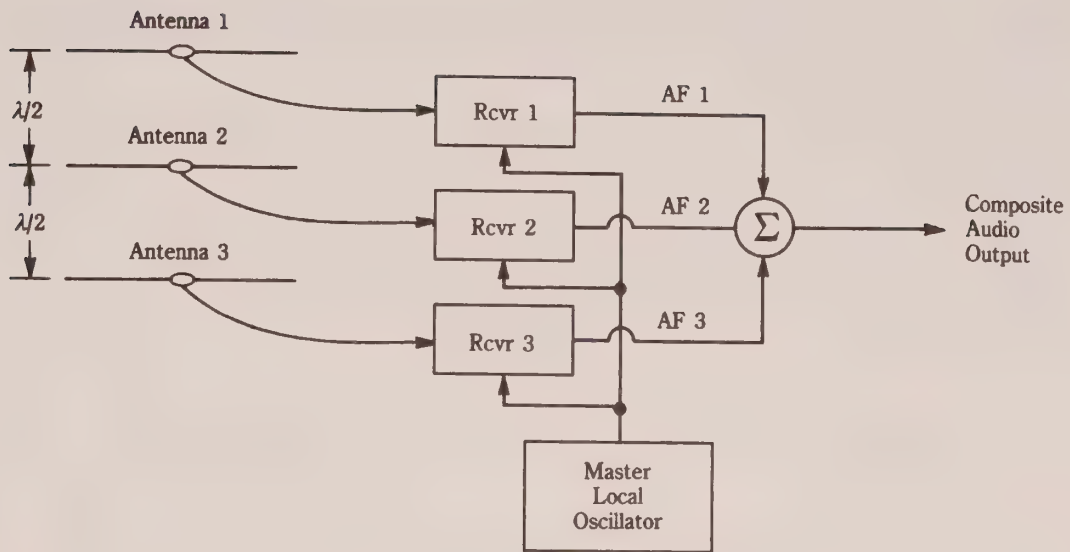 Antenna 1
λ/2
Antenna 2
λ/2
Antenna 3
Rcvr 1
AF 1
Rcvr 2
AF 2
Rcvr 3
AF 3
Σ
Composite
Audio
Output
Master
Local
Oscillator